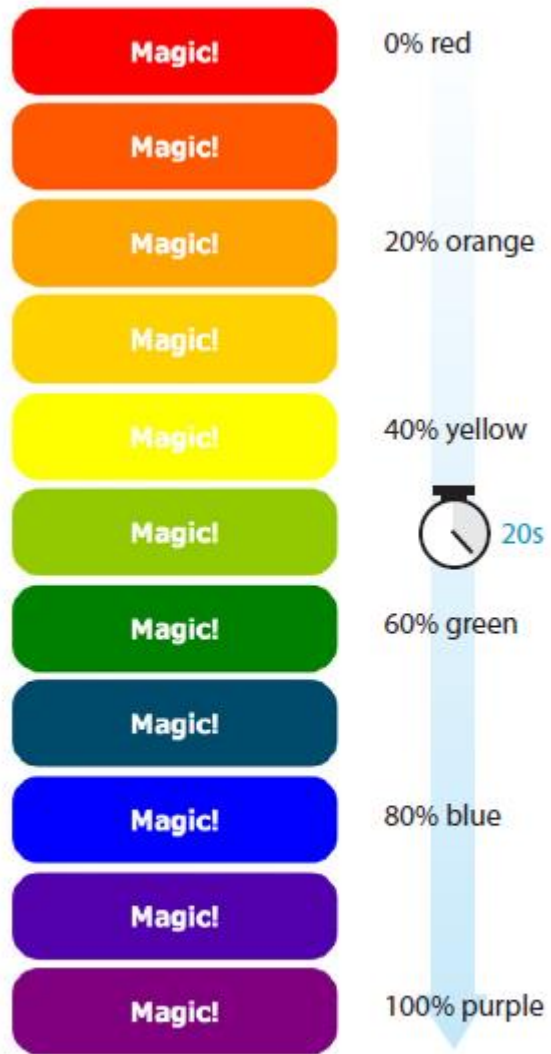 Magic! 0% red
Magic!
Magic! 20% orange
Magic!
Magic! 40% yellow
Magic! 20s
Magic! 60% green
Magic!
Magic! 80% blue
Magic!
Magic! 100% purple